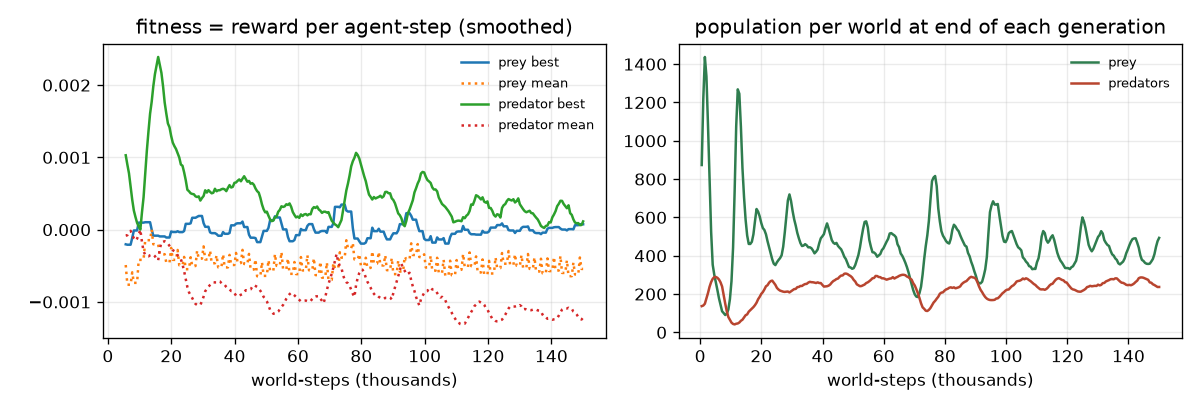 fitness = reward per agent-step (smoothed)
prey best
prey mean
predator best
predator mean
0.002
0.001
0.000
−0.001
0 20 40 60 80 100 120 140
world-steps (thousands)
population per world at end of each generation
prey
predators
1400
1200
1000
800
600
400
200
0
0 20 40 60 80 100 120 140
world-steps (thousands)